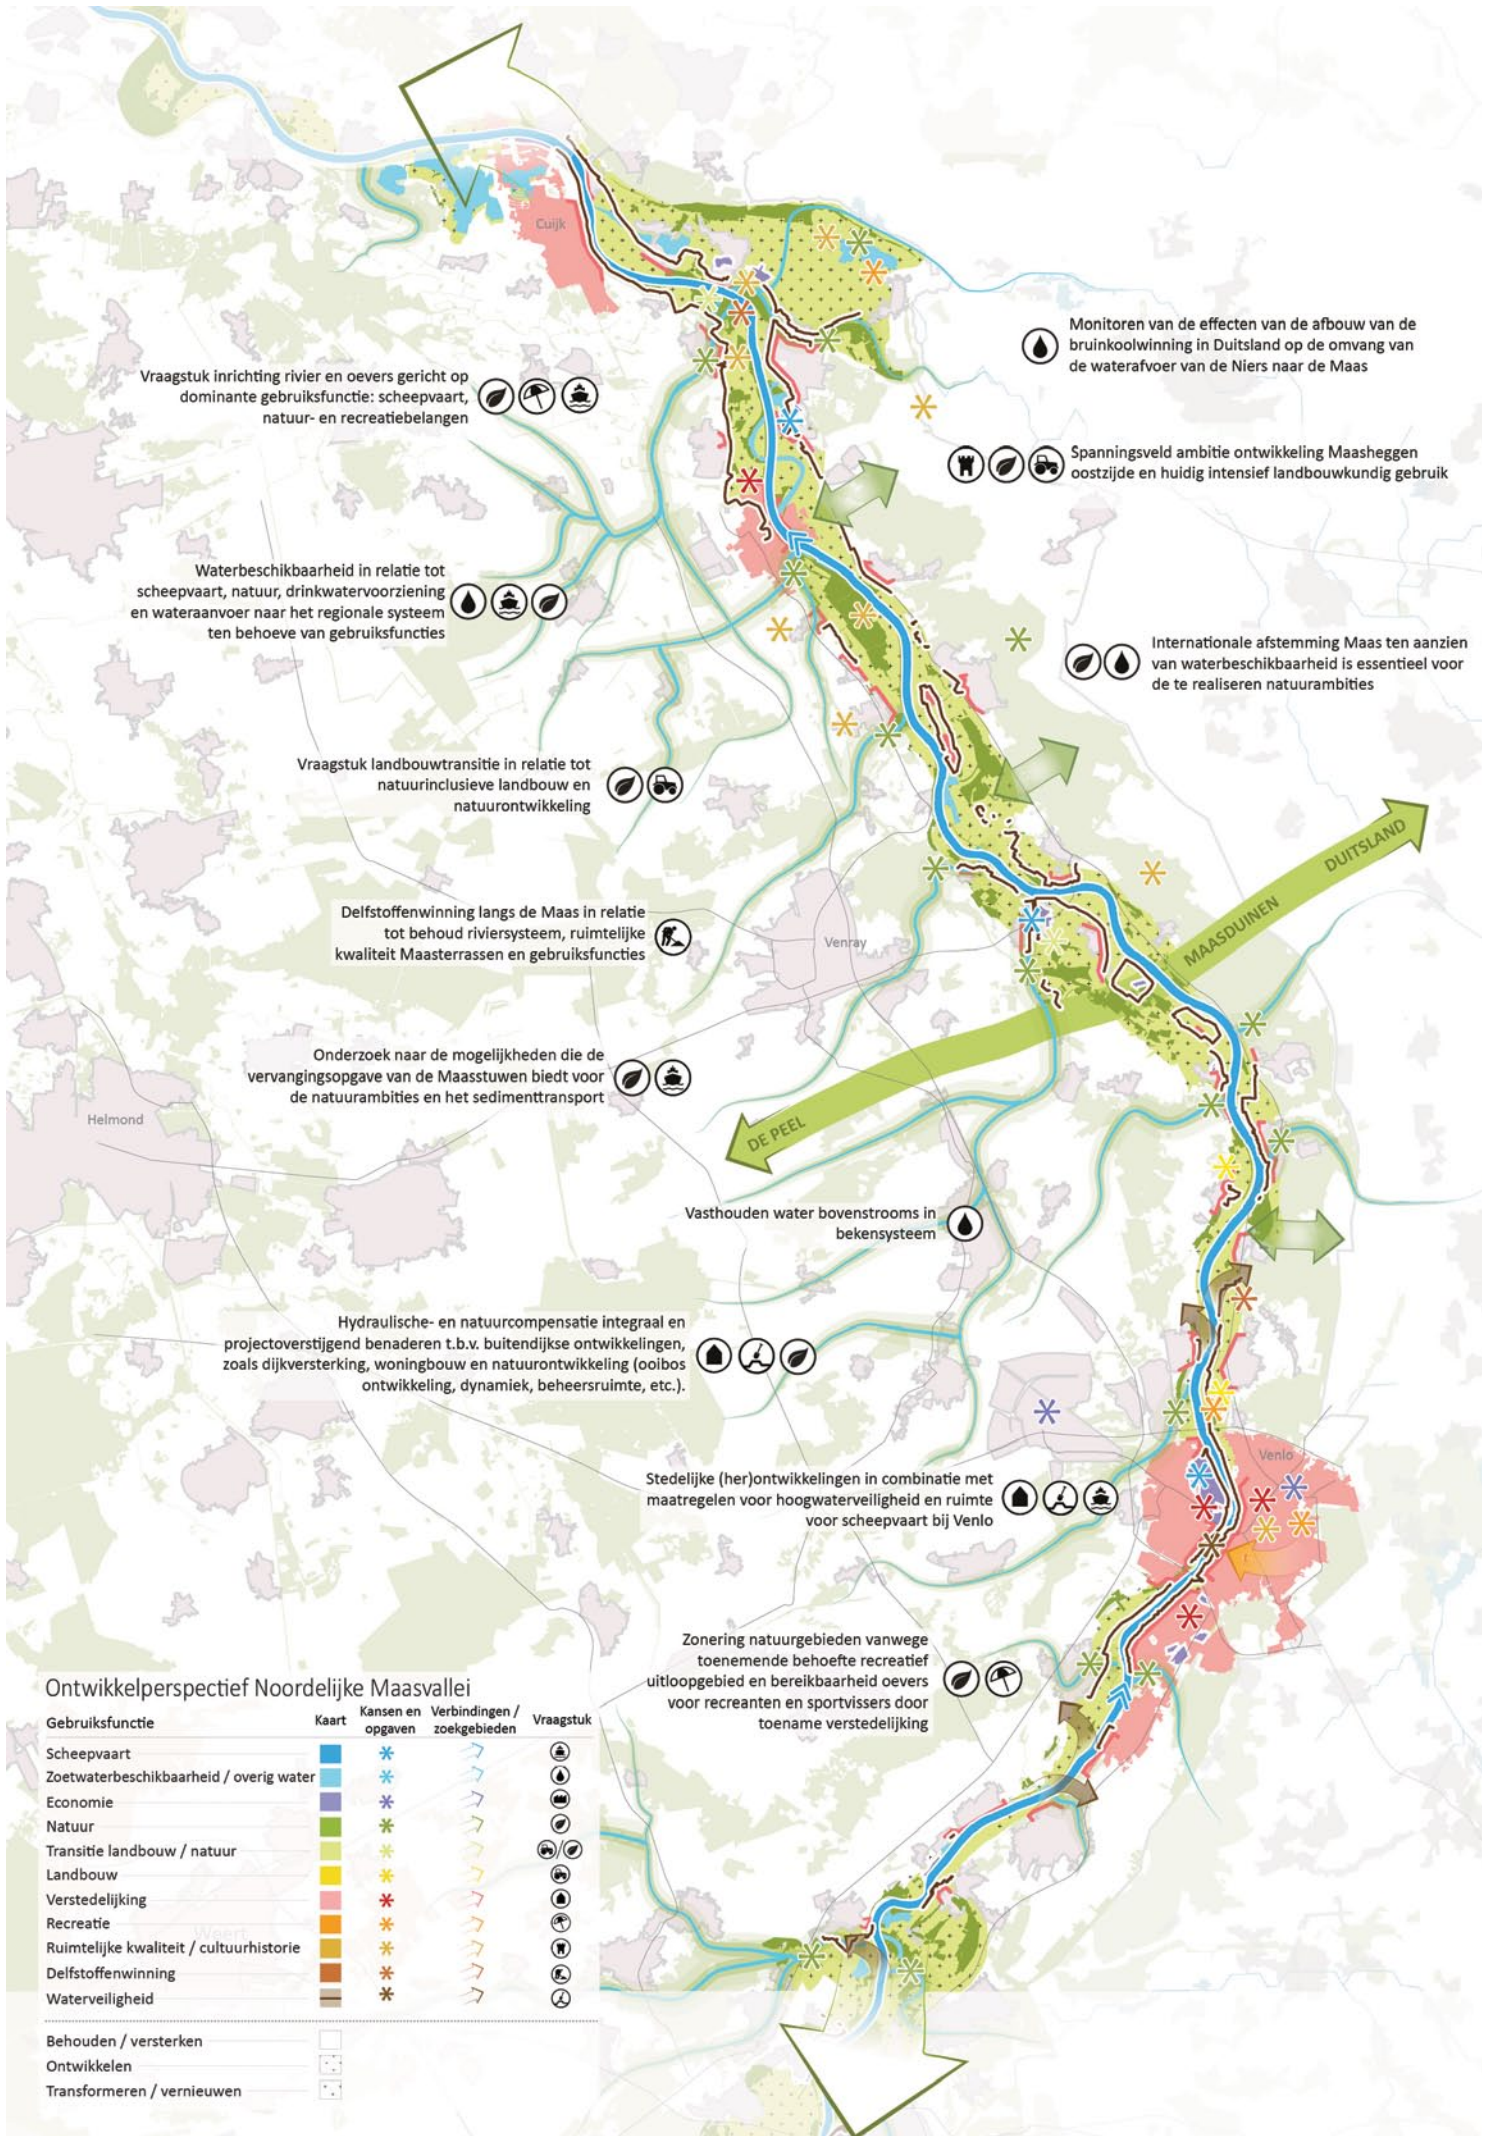 Cuijk
Monitoren van de effecten van de afbouw van de
bruinkoolwinning in Duitsland op de omvang van
de waterafvoer van de Niers naar de Maas
Vraagstuk inrichting rivier en oevers gericht op
dominante gebruiksfunctie: scheepvaart,
natuur- en recreatiebelangen
Spanningsveld ambitie ontwikkeling Maasheggen
oostzijde en huidig intensief landbouwkundig gebruik
Waterbeschikbaarheid in relatie tot
scheepvaart, natuur, drinkwatervoorziening
en wateraanvoer naar het regionale systeem
ten behoeve van gebruiksfuncties
Internationale afstemming Maas ten aanzien
van waterbeschikbaarheid is essentieel voor
de te realiseren natuurambities
Vraagstuk landbouwtransitie in relatie tot
natuurinclusieve landbouw en
natuurontwikkeling
DUITSLAND
MAASDUINEN
Delfstoffenwinning langs de Maas in relatie
tot behoud riviersysteem, ruimtelijke
kwaliteit Maasterrassen en gebruiksfuncties
Venray
Onderzoek naar de mogelijkheden die de
vervangingsopgave van de Maasstuwen biedt voor
de natuurambities en het sedimenttransport
Helmond
DE PEEL
Vasthouden water bovenstrooms in
bekensysteem
Hydraulische- en natuurcompensatie integraal en
projectoverstijgend benaderen t.b.v. buitendijkse ontwikkelingen,
zoals dijkversterking, woningbouw en natuurontwikkeling (ooibos
ontwikkeling, dynamiek, beheersruimte, etc.).
Venlo
Stedelijke (her)ontwikkelingen in combinatie met
maatregelen voor hoogwaterveiligheid en ruimte
voor scheepvaart bij Venlo
Zonering natuurgebieden vanwege
toenemende behoefte recreatief
uitloopgebied en bereikbaarheid oevers
voor recreanten en sportvissers door
toename verstedelijking
Ontwikkelperspectief Noordelijke Maasvallei
Gebruiksfunctie Kaart Kansen en opgaven Verbindingen / zoekgebieden Vraagstuk
Scheepvaart
Zoetwaterbeschikbaarheid / overig water
Economie
Natuur
Transitie landbouw / natuur
Landbouw
Verstedelijking
Recreatie
Weert
Ruimtelijke kwaliteit / cultuurhistorie
Delfstoffenwinning
Waterveiligheid
Behouden / versterken
Ontwikkelen
Transformeren / vernieuwen